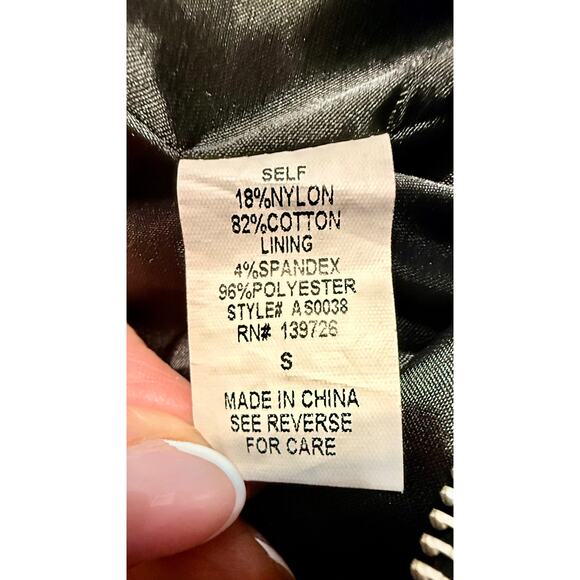 SELF
18%NYLON
82%COTTON
LINING
4%SPANDEX
96%POLYESTER
STYLE# AS0038
RN# 139726
S
MADE IN CHINA
SEE REVERSE
FOR CARE